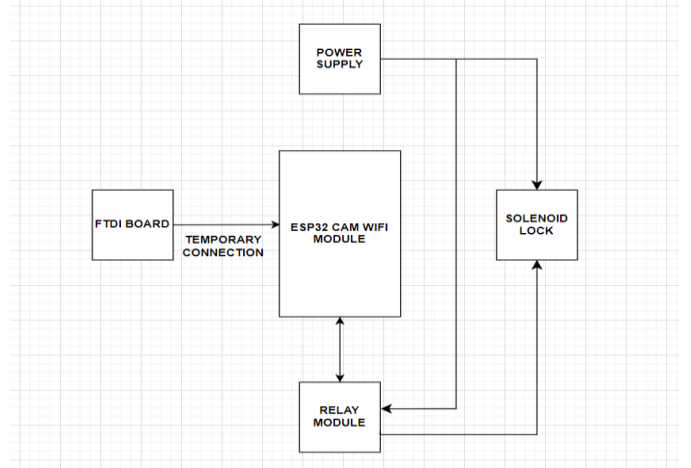 POWER
SUPPLY
FTDI BOARD
TEMPORARY
CONNECTION
ESP32 CAM WIFI
MODULE
SOLENOID
LOCK
RELAY
MODULE